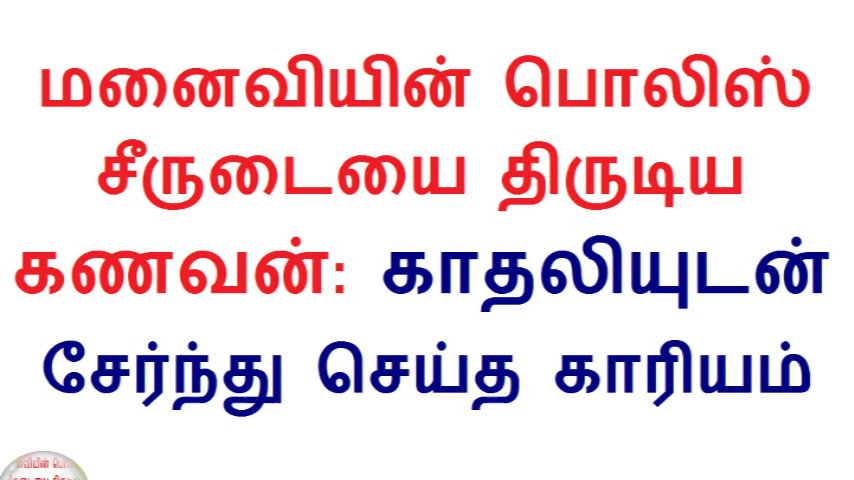 மனைவியின் பொலிஸ்
சீருடையை திருடிய
கணவன்: காதலியுடன்
சேர்ந்து செய்த காரியம்